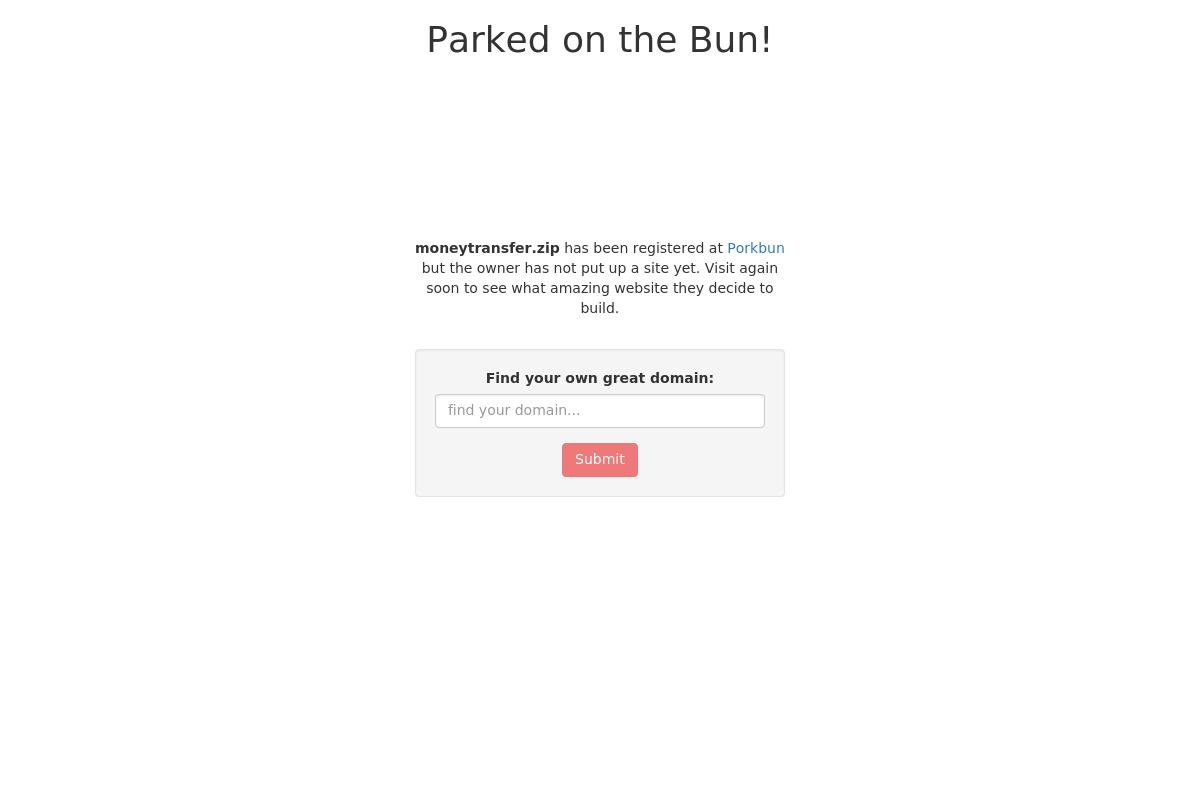 Parked on the Bun!
moneytransfer.zip has been registered at Porkbun
but the owner has not put up a site yet. Visit again
soon to see what amazing website they decide to
build.
Find your own great domain:
find your domain...
Submit